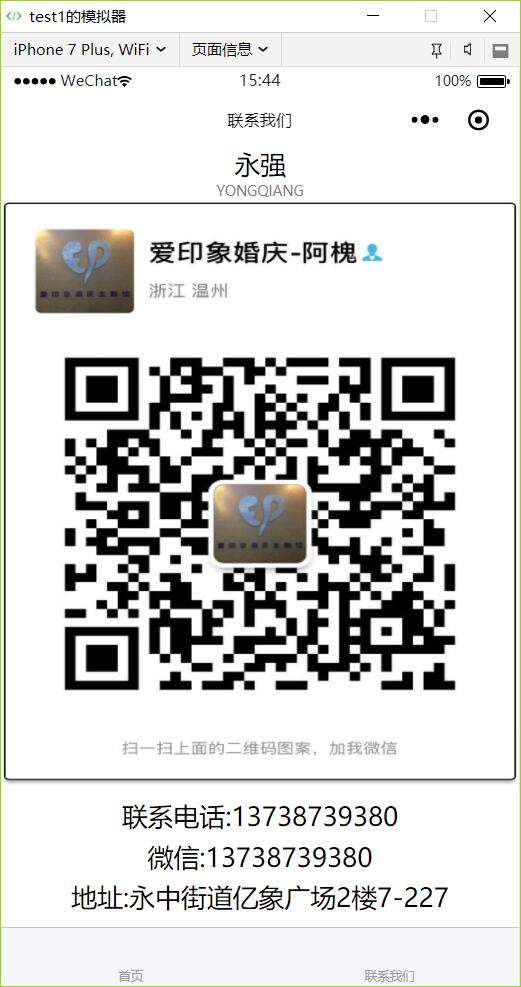 test1的模拟器
iPhone 7 Plus, WiFi 页面信息
WeChat 15:44 100%
联系我们
永强
YONGQIANG
爱印象婚庆-阿槐
浙江 温州
扫一扫上面的二维码图案，加我微信
联系电话:13738739380
微信:13738739380
地址:永中街道亿象广场2楼7-227
首页 联系我们